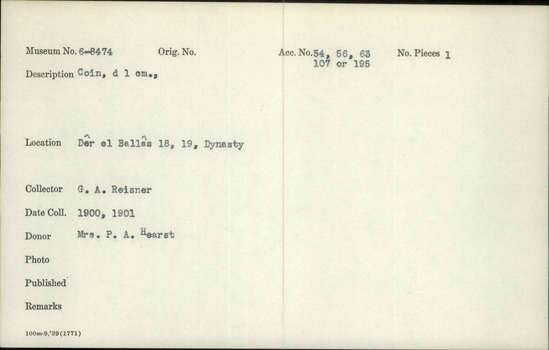 Museum No. 6-8474 Orig. No. Acc. No. 54, 56, 63 No. Pieces 1
107 or 195
Description Coin, d 1 cm.,
Location Dêr el Ballâs 18, 19, Dynasty
Collector G. A. Reisner
Date Coll. 1900, 1901
Donor Mrs. P. A. Hearst
Photo
Published
Remarks
100m-9,'29(1771)